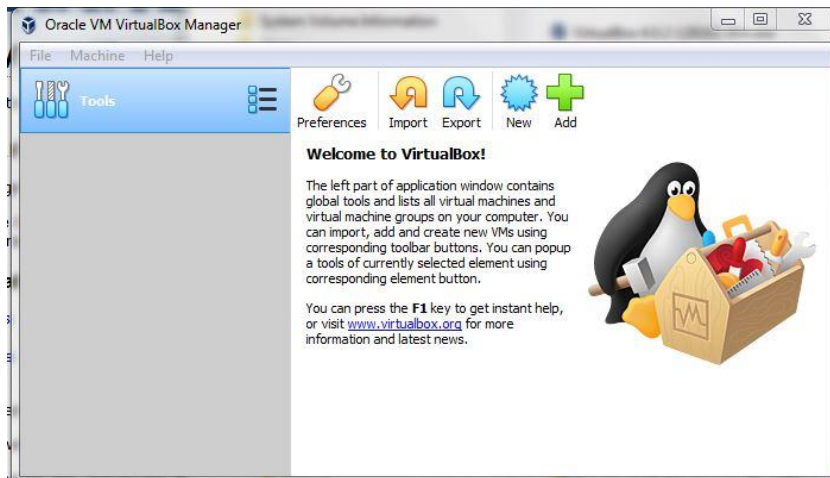 Oracle VM VirtualBox Manager
File Machine Help
Tools
Preferences Import Export New Add
Welcome to VirtualBox!
The left part of application window contains
global tools and lists all virtual machines and
virtual machine groups on your computer. You
can import, add and create new VMs using
corresponding toolbar buttons. You can popup
a tools of currently selected element using
corresponding element button.
You can press the F1 key to get instant help,
or visit www.virtualbox.org for more
information and latest news.